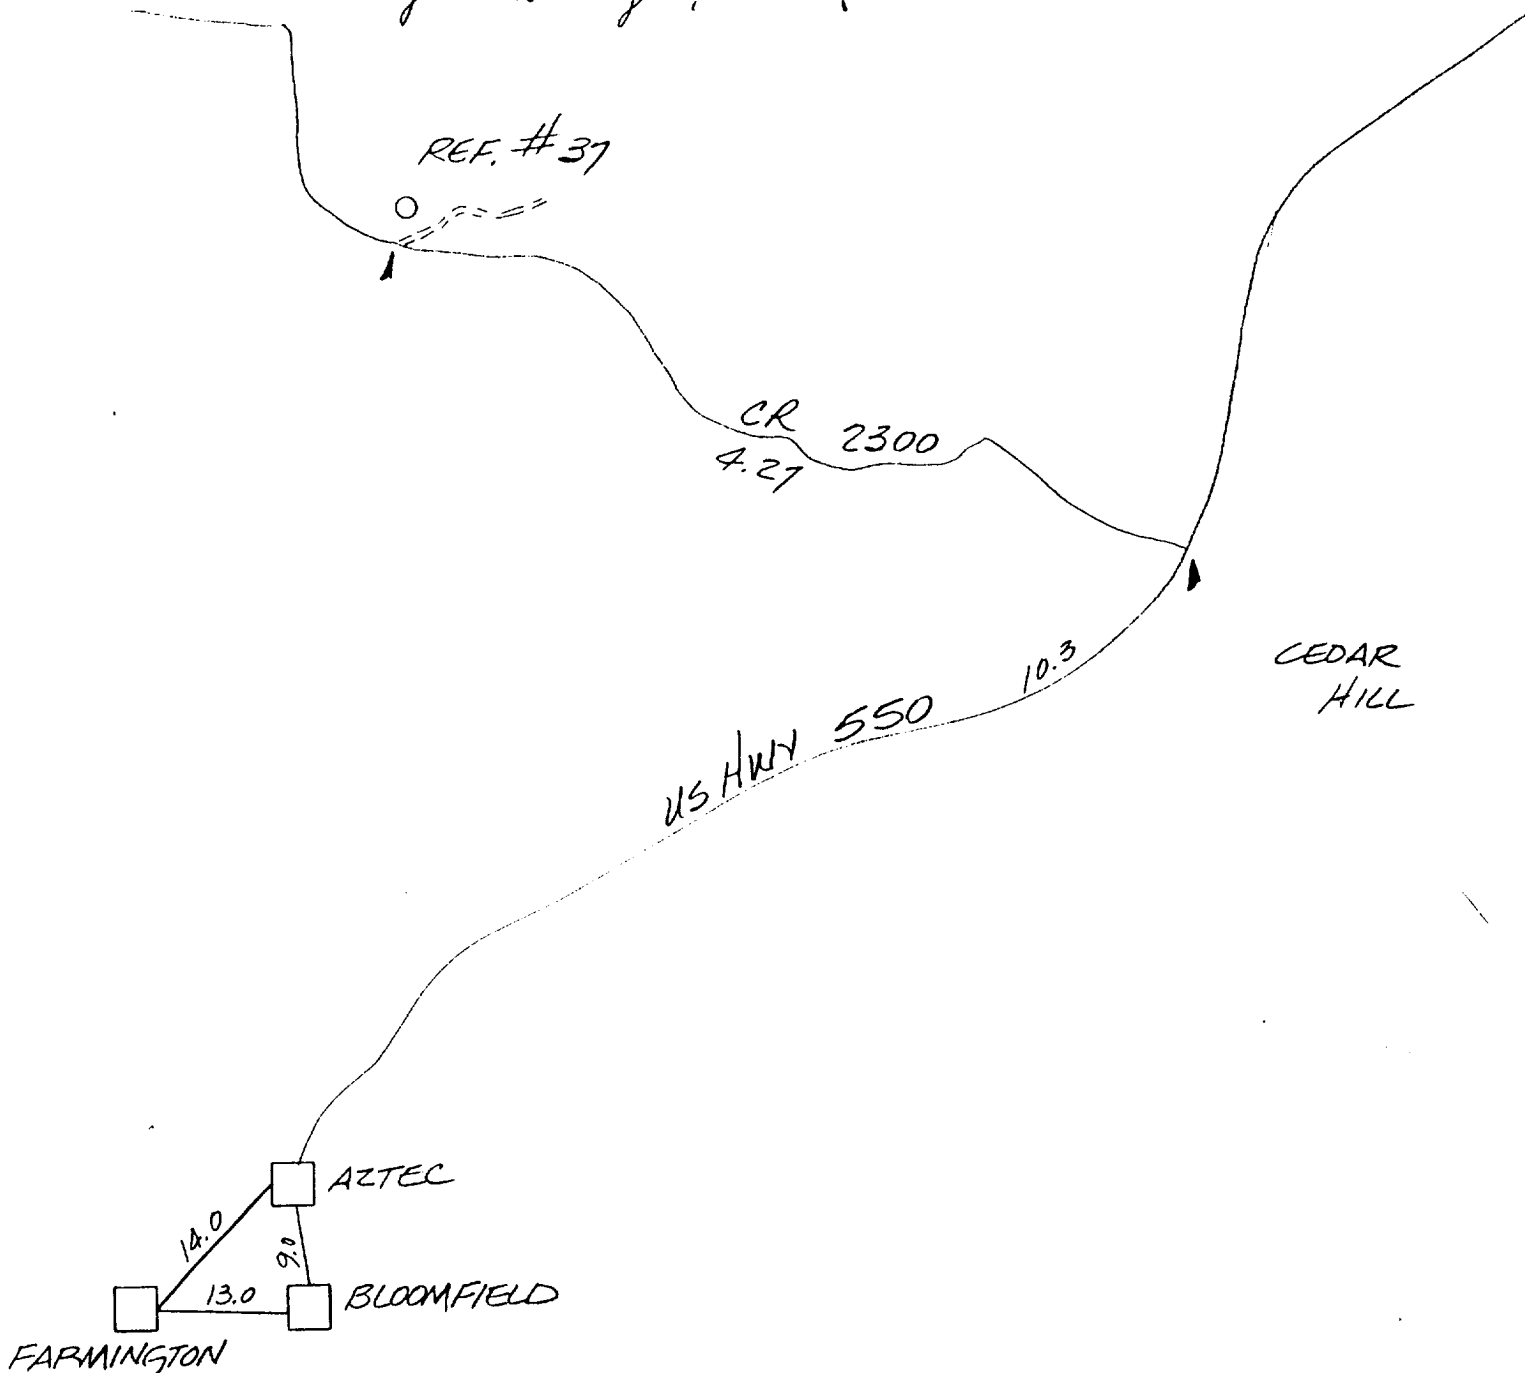 REF. #37
CR 2300
4.27
10.3
CEDAR
HILL
US HWY 550
AZTEC
14.0
9.0
13.0
BLOOMFIELD
FARMINGTON